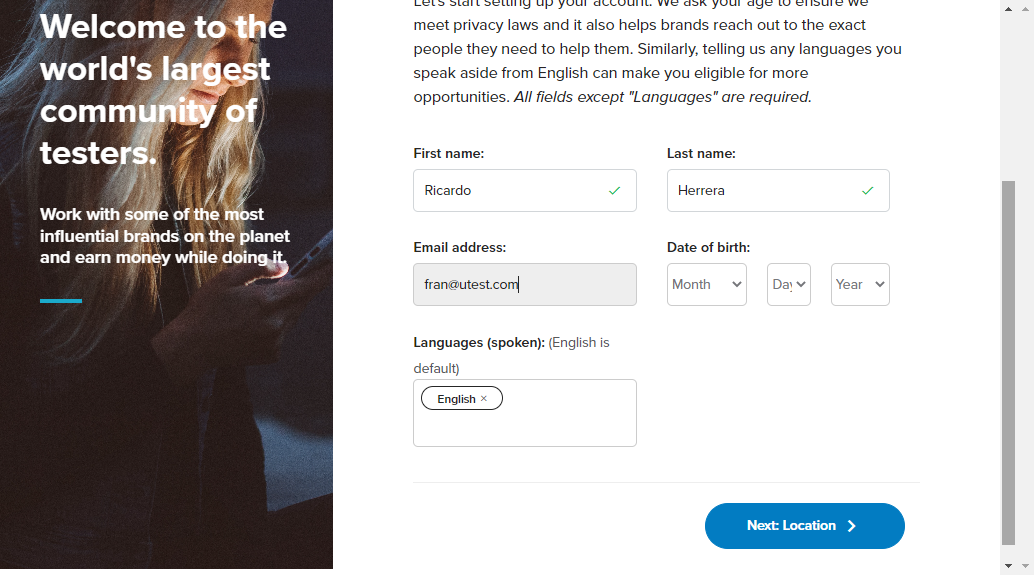 Welcome to the
world's largest
community of
testers.
Work with some of the most
influential brands on the planet
and earn money while doing it.
Let's start setting up your account. We ask your age to ensure we
meet privacy laws and it also helps brands reach out to the exact
people they need to help them. Similarly, telling us any languages you
speak aside from English can make you eligible for more
opportunities. All fields except "Languages" are required.
First name:
Last name:
Ricardo
Herrera
Email address:
Date of birth:
fran@utest.com
Month
Day
Year
Languages (spoken): (English is
default)
English ×
Next: Location